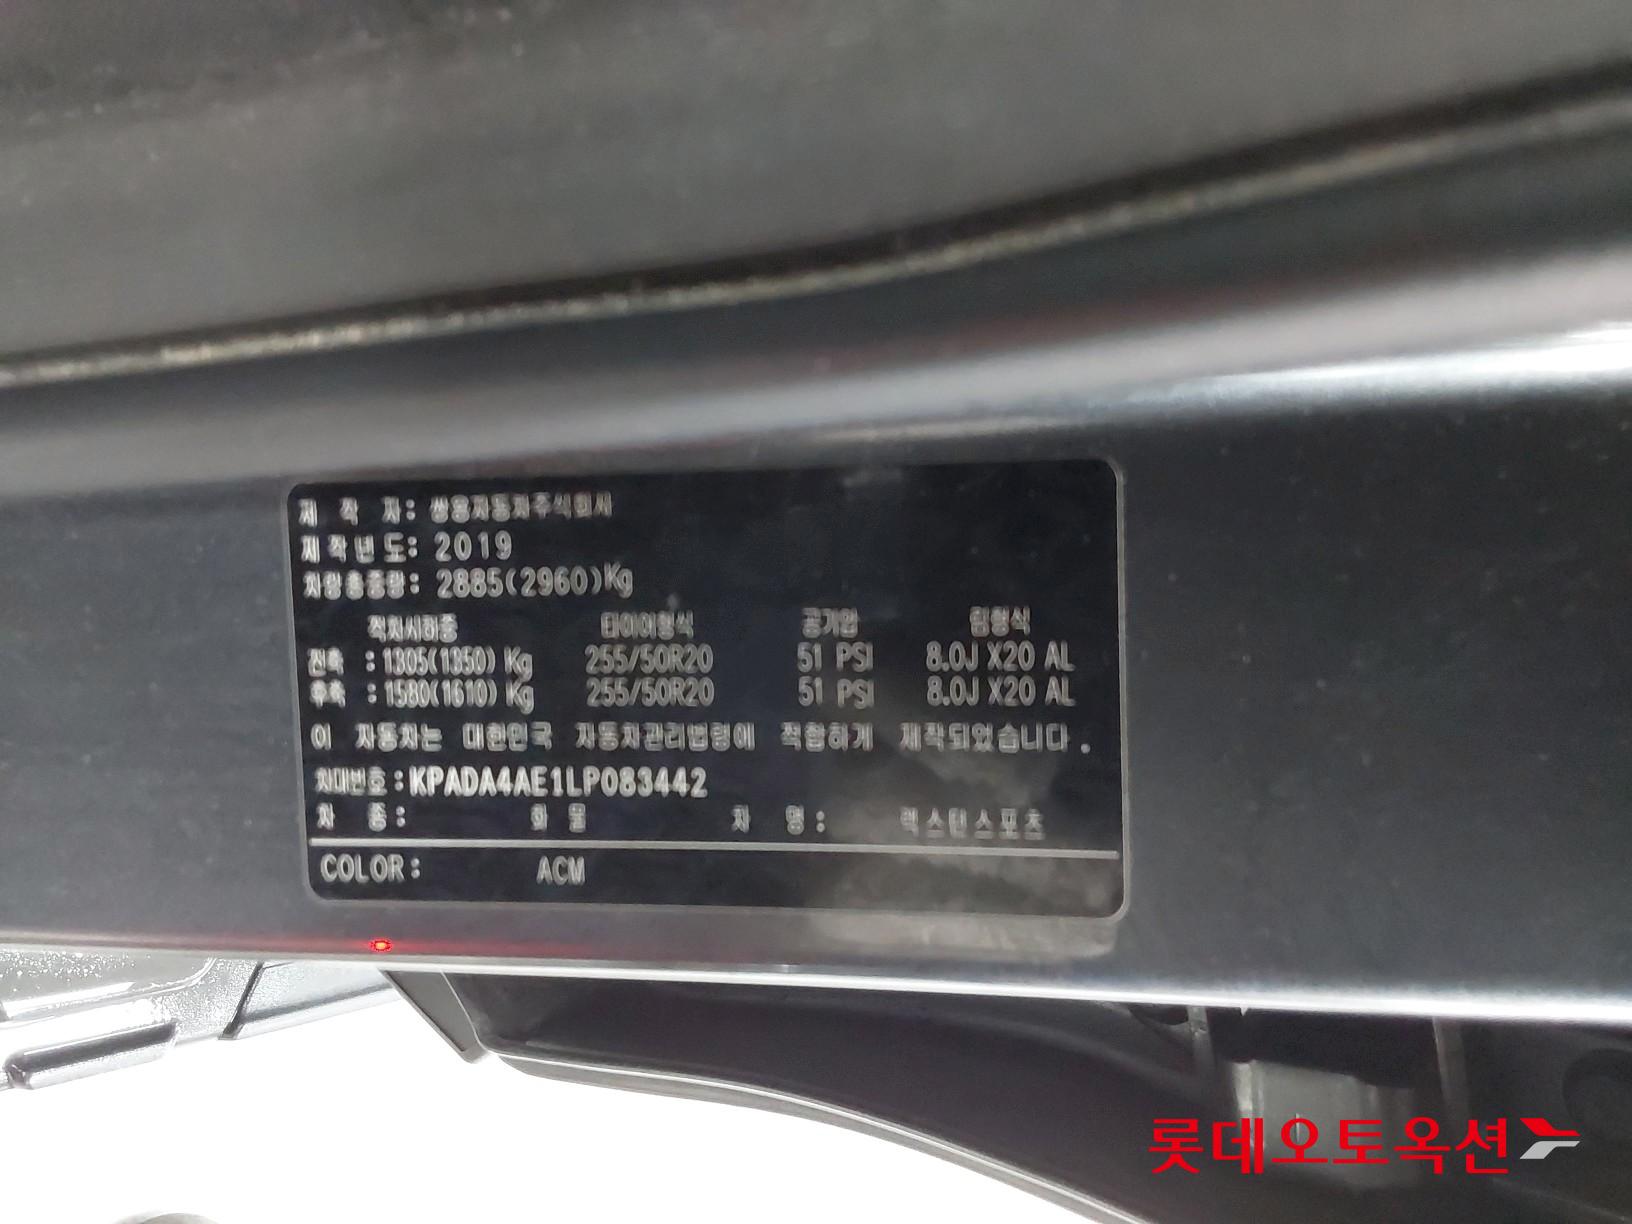 제 작 자: 쌍용자동차주식회사
제작년도: 2019
차량총중량: 2885(2960)Kg
적차시하중 타이어형식 공기압 림형식
전축 : 1305(1350) Kg 255/50R20 51 PSI 8.0J X20 AL
후축 : 1580(1610) Kg 255/50R20 51 PSI 8.0J X20 AL
이 자동차는 대한민국 자동차관리법령에 적합하게 제작되었습니다.
차대번호: KPADA4AE1LP083442
차 종: 화물 차 명: 렉스턴스포츠
COLOR: ACM
롯데오토옥션